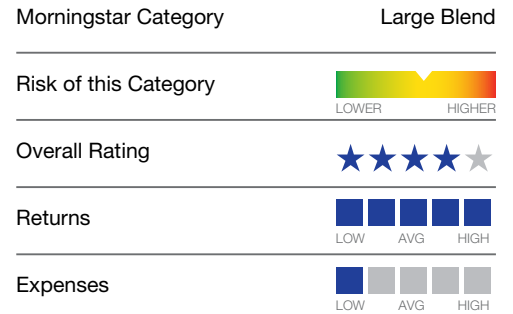 Morningstar Category Large Blend
Risk of this Category
LOWER HIGHER
Overall Rating
Returns
LOW AVG HIGH
Expenses
LOW AVG HIGH